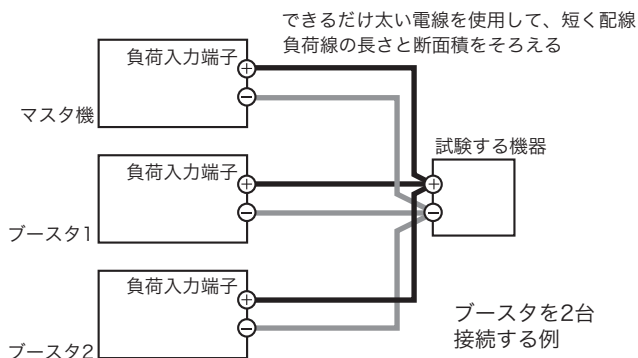 できるだけ太い電線を使用して、短く配線
負荷線の長さと断面積をそろえる
負荷入力端子
+
−
マスタ機
試験する機器
+
−
負荷入力端子
+
−
ブースタ1
負荷入力端子
+
−
ブースタ2
ブースタを2台
接続する例